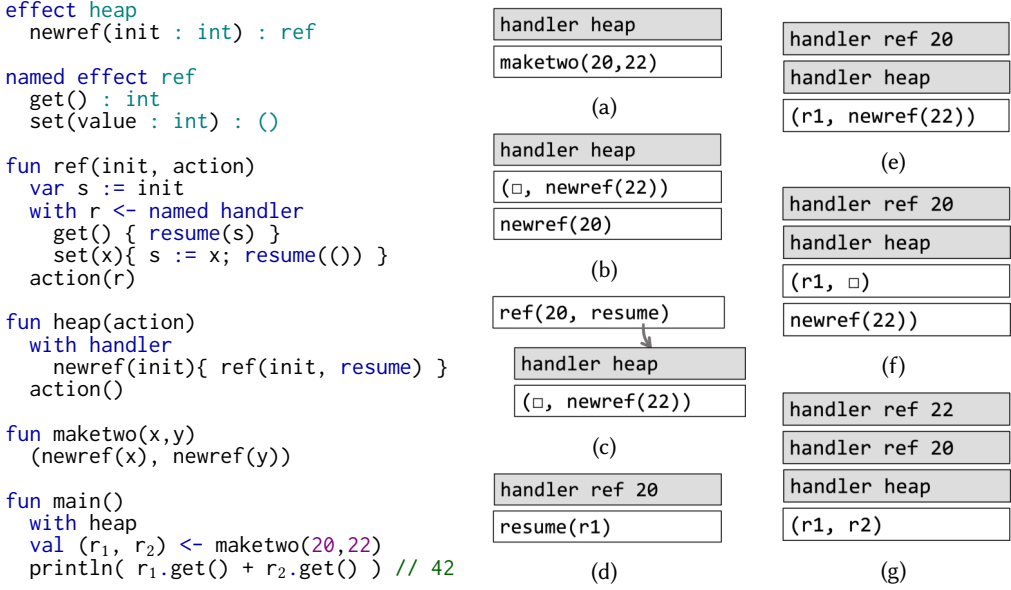 effect heap
  newref(init : int) : ref
named effect ref
  get() : int
  set(value : int) : ()
fun ref(init, action)
  var s := init
  with r <- named handler
    get() { resume(s) }
    set(x){ s := x; resume(()) }
  action(r)
fun heap(action)
  with handler
    newref(init){ ref(init, resume) }
  action()
fun maketwo(x,y)
  (newref(x), newref(y))
fun main()
  with heap
  val (r₁, r₂) <- maketwo(20,22)
  println( r₁.get() + r₂.get() ) // 42
handler heap
maketwo(20,22)
(a)
handler heap
(□, newref(22))
newref(20)
(b)
ref(20, resume)
handler heap
(□, newref(22))
(c)
handler ref 20
resume(r1)
(d)
handler ref 20
handler heap
(r1, newref(22))
(e)
handler ref 20
handler heap
(r1, □)
newref(22))
(f)
handler ref 22
handler ref 20
handler heap
(r1, r2)
(g)